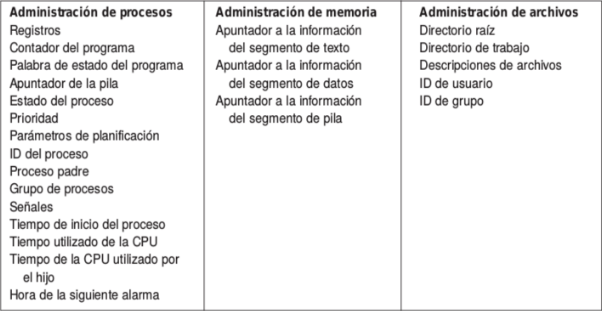 Administración de procesos
Registros
Contador del programa
Palabra de estado del programa
Apuntador de la pila
Estado del proceso
Prioridad
Parámetros de planificación
ID del proceso
Proceso padre
Grupo de procesos
Señales
Tiempo de inicio del proceso
Tiempo utilizado de la CPU
Tiempo de la CPU utilizado por
el hijo
Hora de la siguiente alarma
Administración de memoria
Apuntador a la información
del segmento de texto
Apuntador a la información
del segmento de datos
Apuntador a la información
del segmento de pila
Administración de archivos
Directorio raíz
Directorio de trabajo
Descripciones de archivos
ID de usuario
ID de grupo